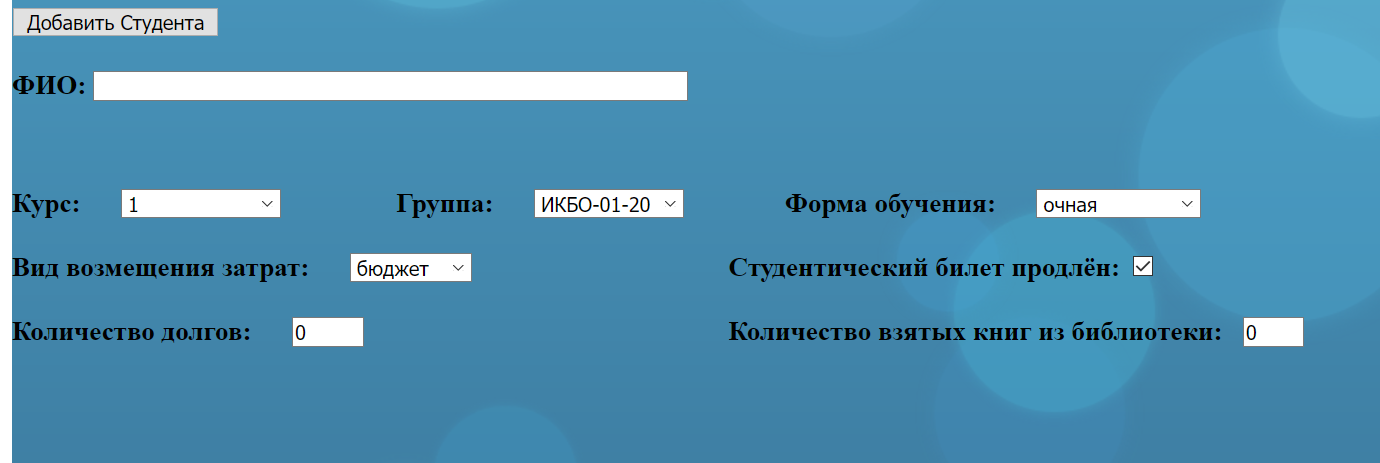 Добавить Студента
ФИО:
Курс: 1 Группа: ИКБО-01-20 Форма обучения: очная
Вид возмещения затрат: бюджет Студенческий билет продлён:
Количество долгов: 0 Количество взятых книг из библиотеки: 0